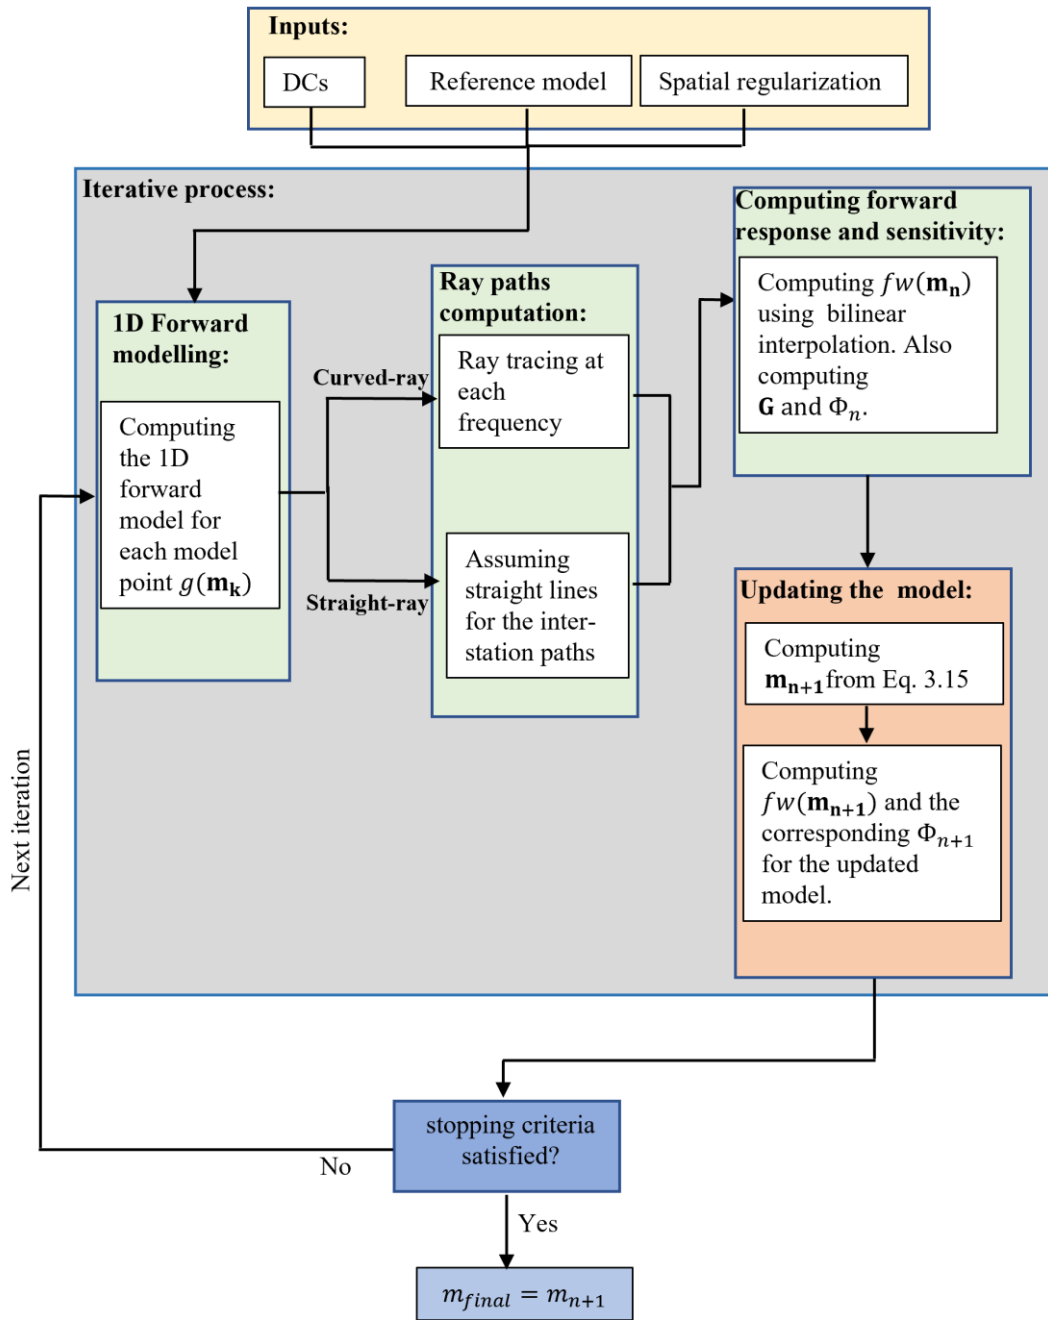 Inputs:
DCs
Reference model
Spatial regularization
Iterative process:
1D Forward
modelling:
Computing
the 1D
forward
model for
each model
point g(𝐦𝐤)
Curved-ray
Straight-ray
Ray paths
computation:
Ray tracing at
each
frequency
Assuming
straight lines
for the inter-
station paths
Computing forward
response and sensitivity:
Computing fw(𝐦𝐧)
using bilinear
interpolation. Also
computing
𝐆 and Φₙ.
Updating the model:
Computing
𝐦𝐧₊𝟏 from Eq. 3.15
Computing
fw(𝐦𝐧₊𝟏) and the
corresponding Φₙ₊₁
for the updated
model.
Next iteration
stopping criteria
satisfied?
No
Yes
m_{final} = m_{n+1}